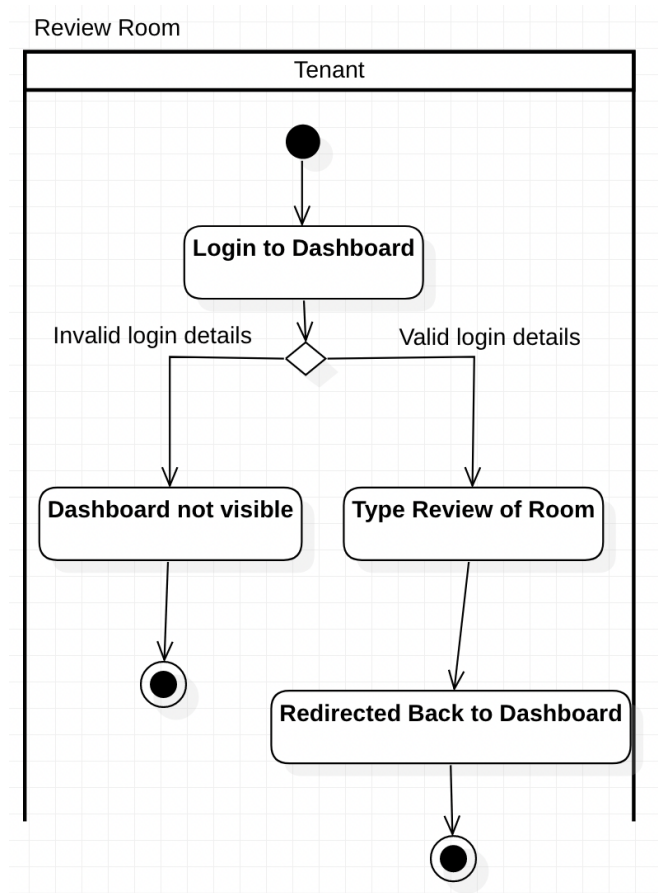 Review Room
Tenant
Login to Dashboard
Invalid login details
Valid login details
Dashboard not visible
Type Review of Room
Redirected Back to Dashboard